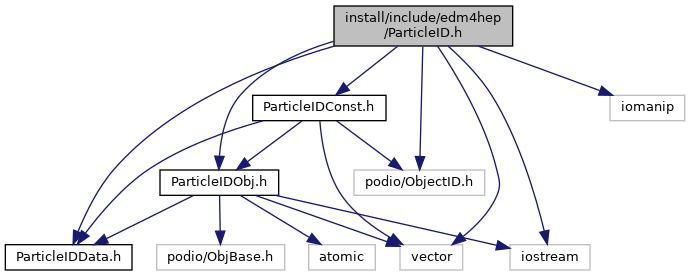 install/include/edm4hep
/ParticleID.h
ParticleIDConst.h
iomanip
ParticleIDObj.h
podio/ObjectID.h
ParticleIDData.h
podio/ObjBase.h
atomic
vector
iostream